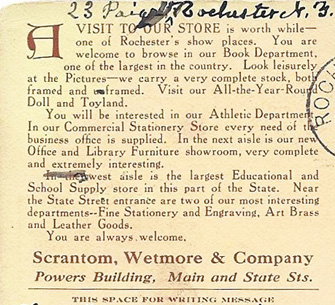 23 Paige Rochester N. Y.
A VISIT TO OUR STORE is worth while—
one of Rochester's show places. You are
welcome to browse in our Book Department,
one of the largest in the country. Look leisurely
at the Pictures—we carry a very complete stock, both
framed and unframed. Visit our All-the-Year-Round
Doll and Toyland.
You will be interested in our Athletic Department
In our Commercial Stationery Store every need of the
business office is supplied. In the next aisle is our new
Office and Library Furniture showroom, very complete
and extremely interesting.
In the west aisle is the largest Educational and
School Supply store in this part of the State. Near
the State Street entrance are two of our most interesting
departments--Fine Stationery and Engraving, Art Brass
and Leather Goods.
You are always welcome.
Scrantom, Wetmore & Company
Powers Building, Main and State Sts.
THIS SPACE FOR WRITING MESSAGE
ROCH